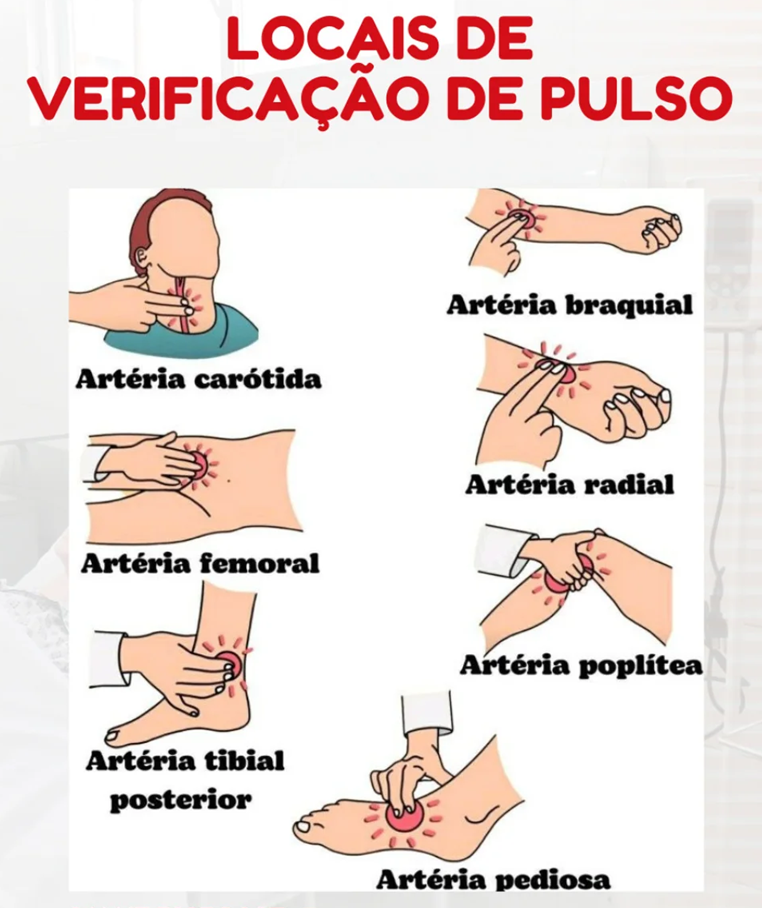 LOCAIS DE
VERIFICAÇÃO DE PULSO
Artéria braquial
Artéria carótida
Artéria radial
Artéria femoral
Artéria poplítea
Artéria tibial
posterior
Artéria pediosa